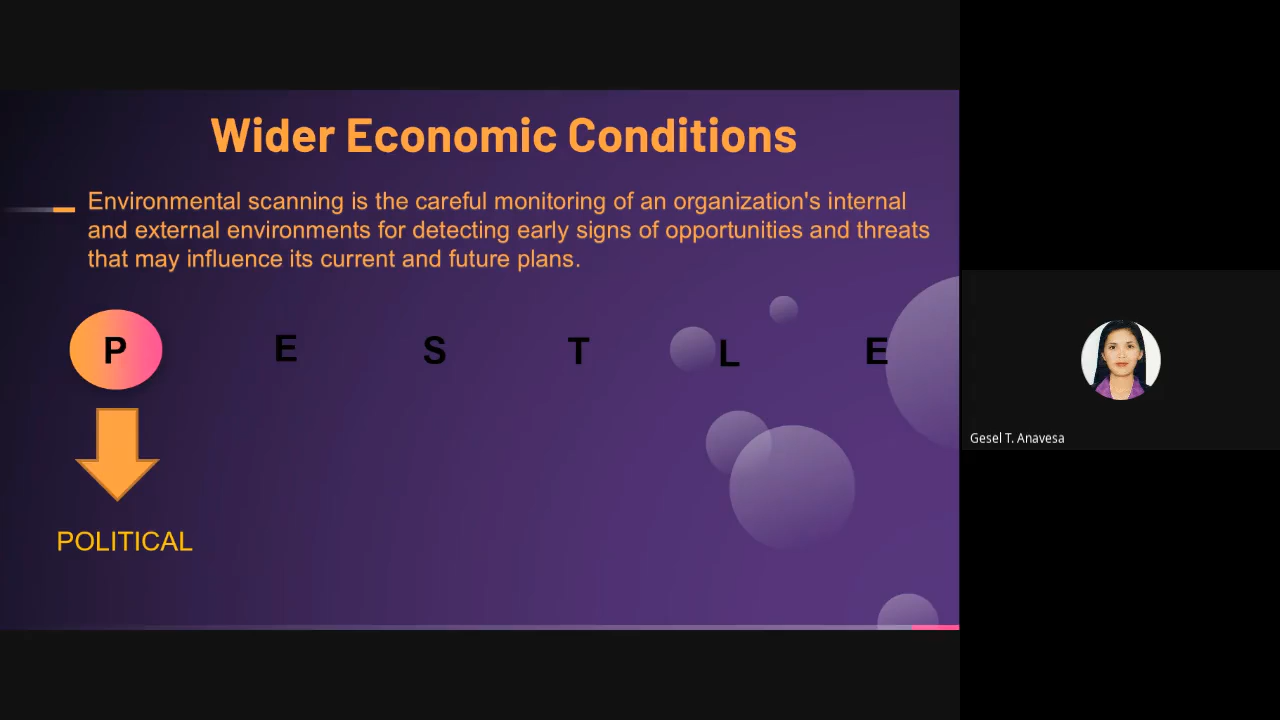 Wider Economic Conditions
Environmental scanning is the careful monitoring of an organization's internal
and external environments for detecting early signs of opportunities and threats
that may influence its current and future plans.
P E S T L E
POLITICAL
Gesel T. Anavesa